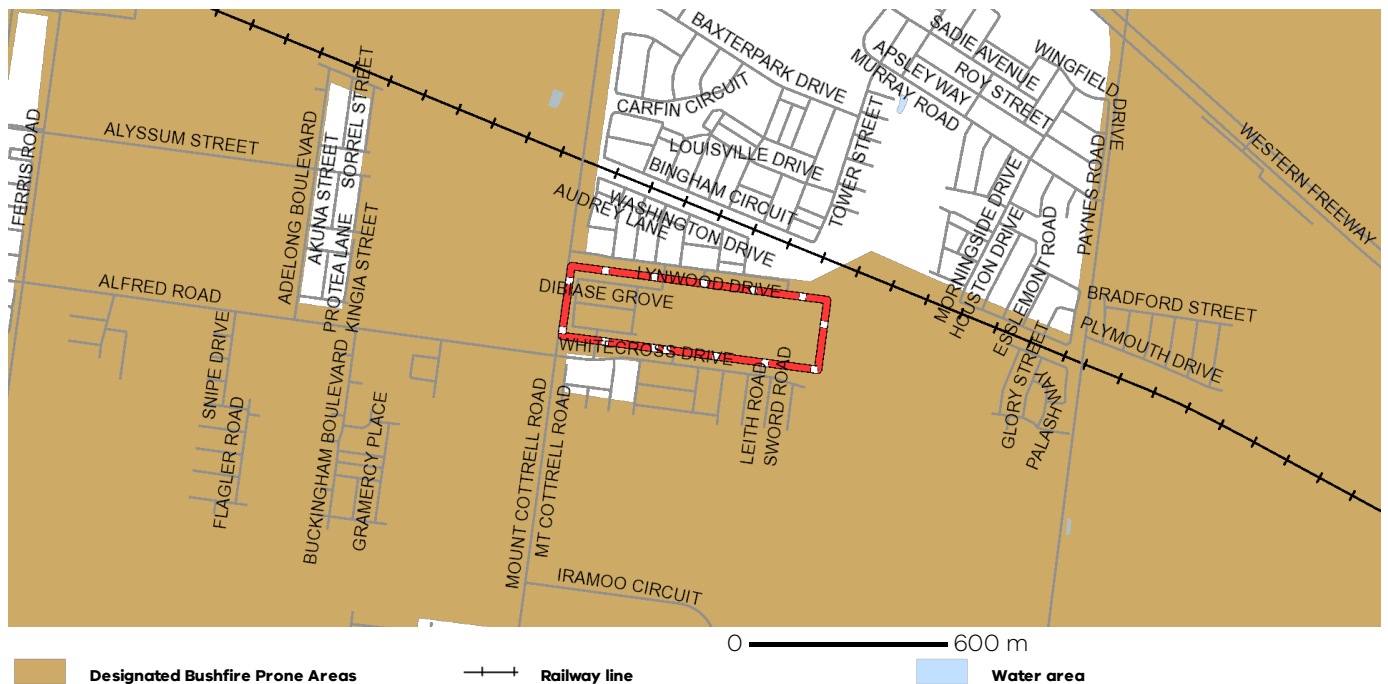 BAXTERPARK DRIVE
SADIE AVENUE
WINGFIELD DRIVE
APSLEY WAY
ROY STREET
MURRAY ROAD
CARFIN CIRCUIT
TOWER STREET
WESTERN FREEWAY
FERRIS ROAD
ALYSSUM STREET
ADELONG BOULEVARD
AKUNA STREET
SORREL STREET
LOUISVILLE DRIVE
BINGHAM CIRCUIT
AUDREY LANE
WASHINGTON DRIVE
MORNINGSIDE DRIVE
HOUSTON DRIVE
ESSLEMONT ROAD
PAYNES ROAD
PROTEA LANE
KINGIA STREET
ALFRED ROAD
LYNWOOD DRIVE
DIBIASE GROVE
WHITECROSS DRIVE
BRADFORD STREET
PLYMOUTH DRIVE
SNIPE DRIVE
FLAGLER ROAD
BUCKINGHAM BOULEVARD
GRAMERCY PLACE
MOUNT COTTRELL ROAD
MT COTTRELL ROAD
LEITH ROAD
SWORD ROAD
GLORY STREET
PALASH WAY
IRAMOO CIRCUIT
0 600 m
Designated Bushfire Prone Areas
Railway line
Water area